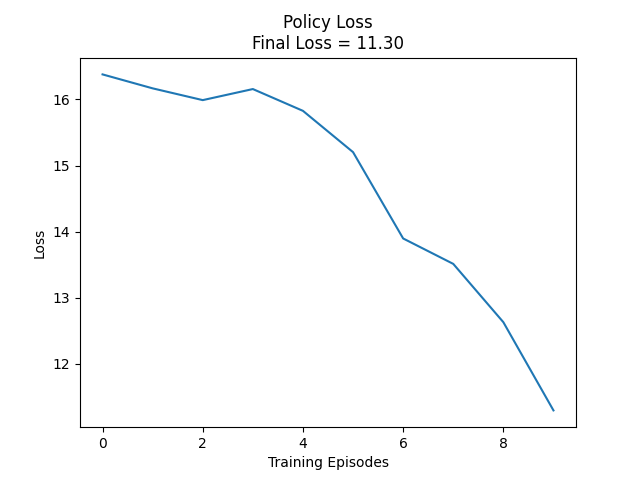 Policy Loss
Final Loss = 11.30
16
15
14
13
12
Loss
0 2 4 6 8
Training Episodes